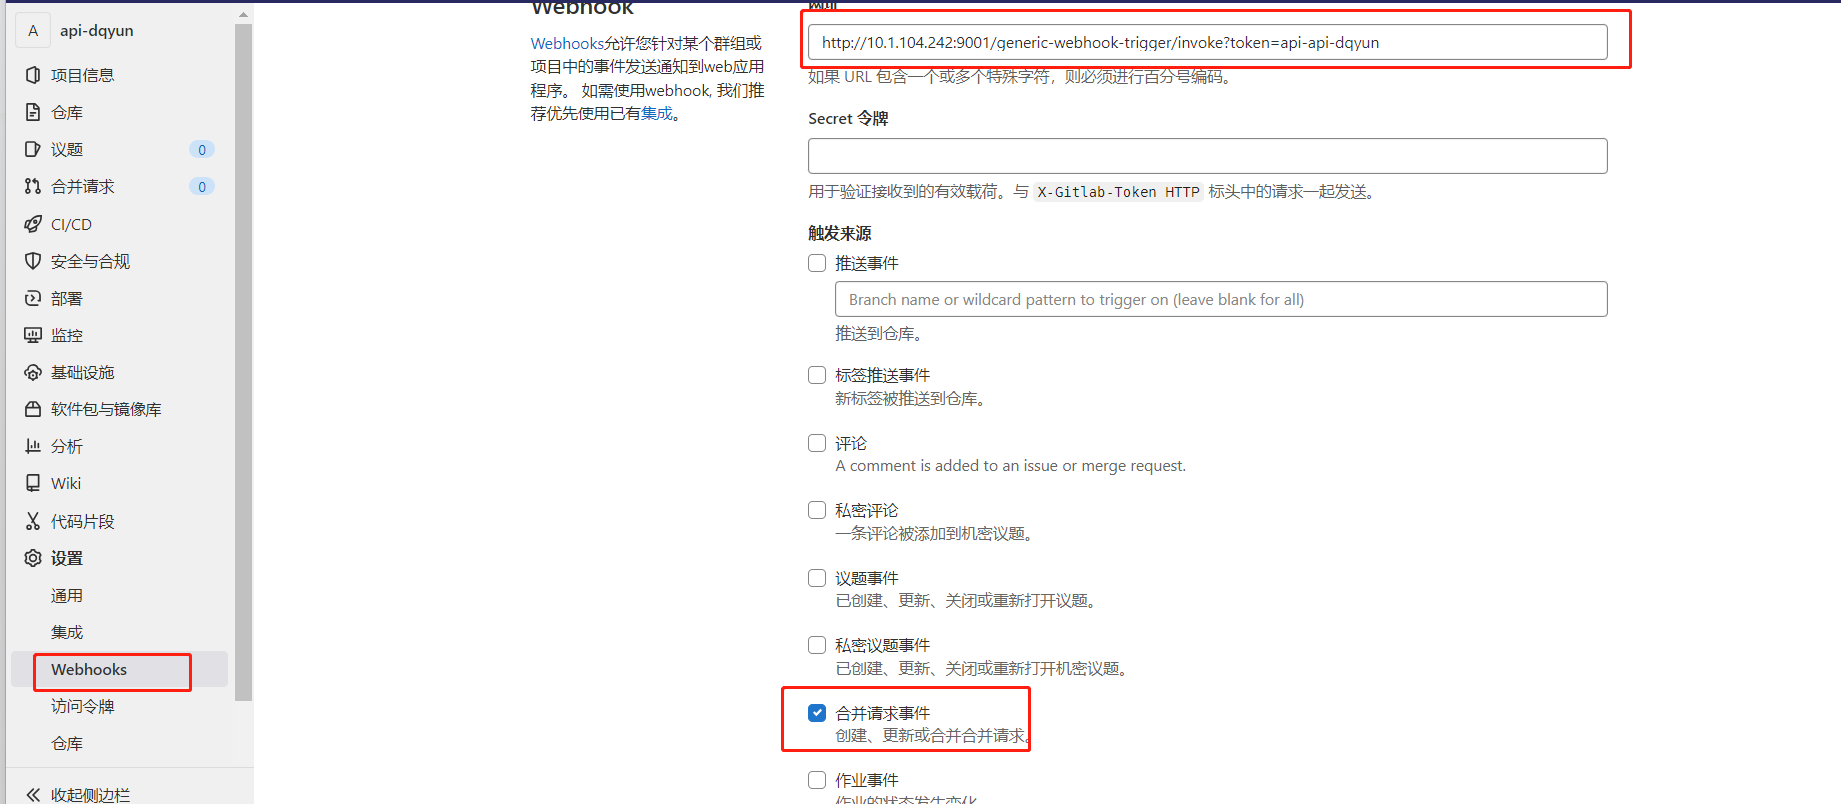 A api-dqyun
项目信息
仓库
议题 0
合并请求 0
CI/CD
安全与合规
部署
监控
基础设施
软件包与镜像库
分析
Wiki
代码片段
设置
通用
集成
Webhooks
访问令牌
仓库
收起侧边栏
Webhook
Webhooks允许您针对某个群组或
项目中的事件发送通知到web应用
程序。 如需使用webhook, 我们推
荐优先使用已有集成。
网址
http://10.1.104.242:9001/generic-webhook-trigger/invoke?token=api-api-dqyun
如果 URL 包含一个或多个特殊字符，则必须进行百分号编码。
Secret 令牌
用于验证接收到的有效载荷。与 X-Gitlab-Token HTTP 标头中的请求一起发送。
触发来源
推送事件
Branch name or wildcard pattern to trigger on (leave blank for all)
推送到仓库。
标签推送事件
新标签被推送到仓库。
评论
A comment is added to an issue or merge request.
私密评论
一条评论被添加到机密议题。
议题事件
已创建、更新、关闭或重新打开议题。
私密议题事件
已创建、更新、关闭或重新打开机密议题。
合并请求事件
创建、更新或合并合并请求。
作业事件
作业的状态发生变化